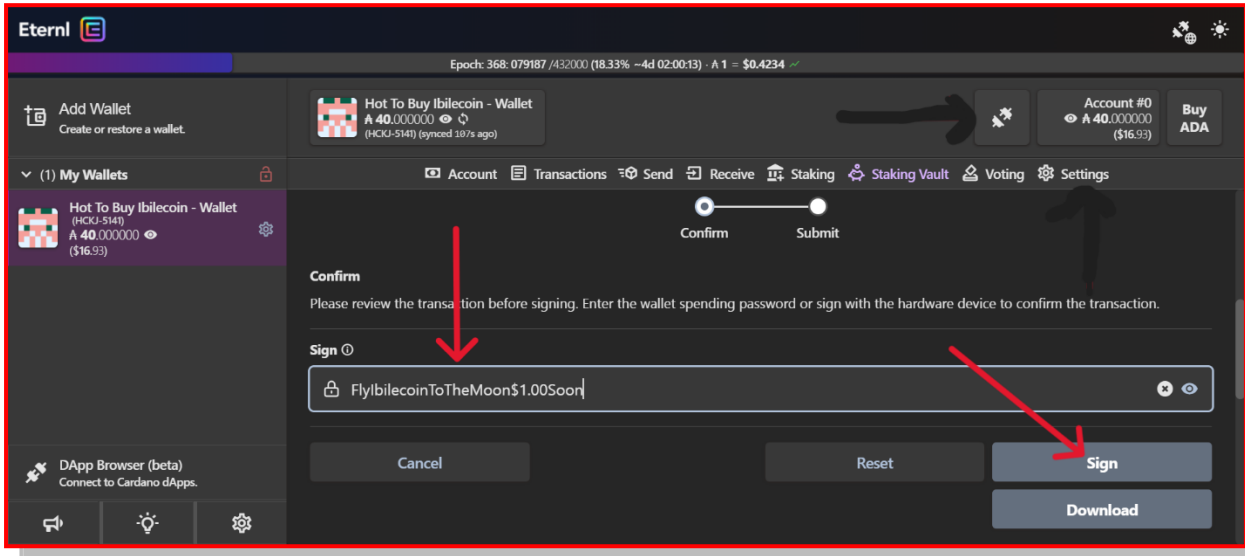 Eternl
Epoch: 368: 079187 /432000 (18.33% ~4d 02:00:13) · ₳ 1 = $0.4234
Add Wallet
Create or restore a wallet.
Hot To Buy Ibilecoin - Wallet
₳ 40.000000
(HCKJ-5141) (synced 107s ago)
Account #0
₳ 40.000000
($16.93)
Buy
ADA
(1) My Wallets
Account Transactions Send Receive Staking Staking Vault Voting Settings
Hot To Buy Ibilecoin - Wallet
(HCKJ-5141)
₳ 40.000000
($16.93)
Confirm Submit
Confirm
Please review the transaction before signing. Enter the wallet spending password or sign with the hardware device to confirm the transaction.
Sign
FlyIbilecoinToTheMoon$1.00Soon
Cancel Reset Sign
Download
DApp Browser (beta)
Connect to Cardano dApps.